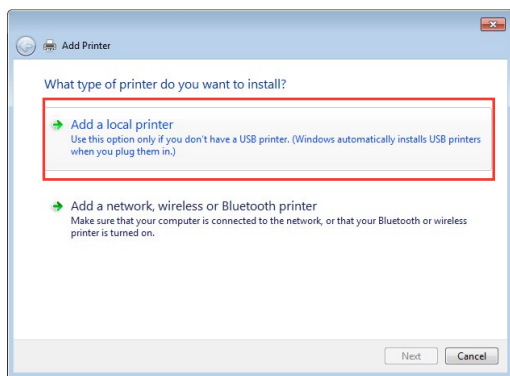 Add Printer
What type of printer do you want to install?
Add a local printer
Use this option only if you don't have a USB printer. (Windows automatically installs USB printers
when you plug them in.)
Add a network, wireless or Bluetooth printer
Make sure that your computer is connected to the network, or that your Bluetooth or wireless
printer is turned on.
Next Cancel